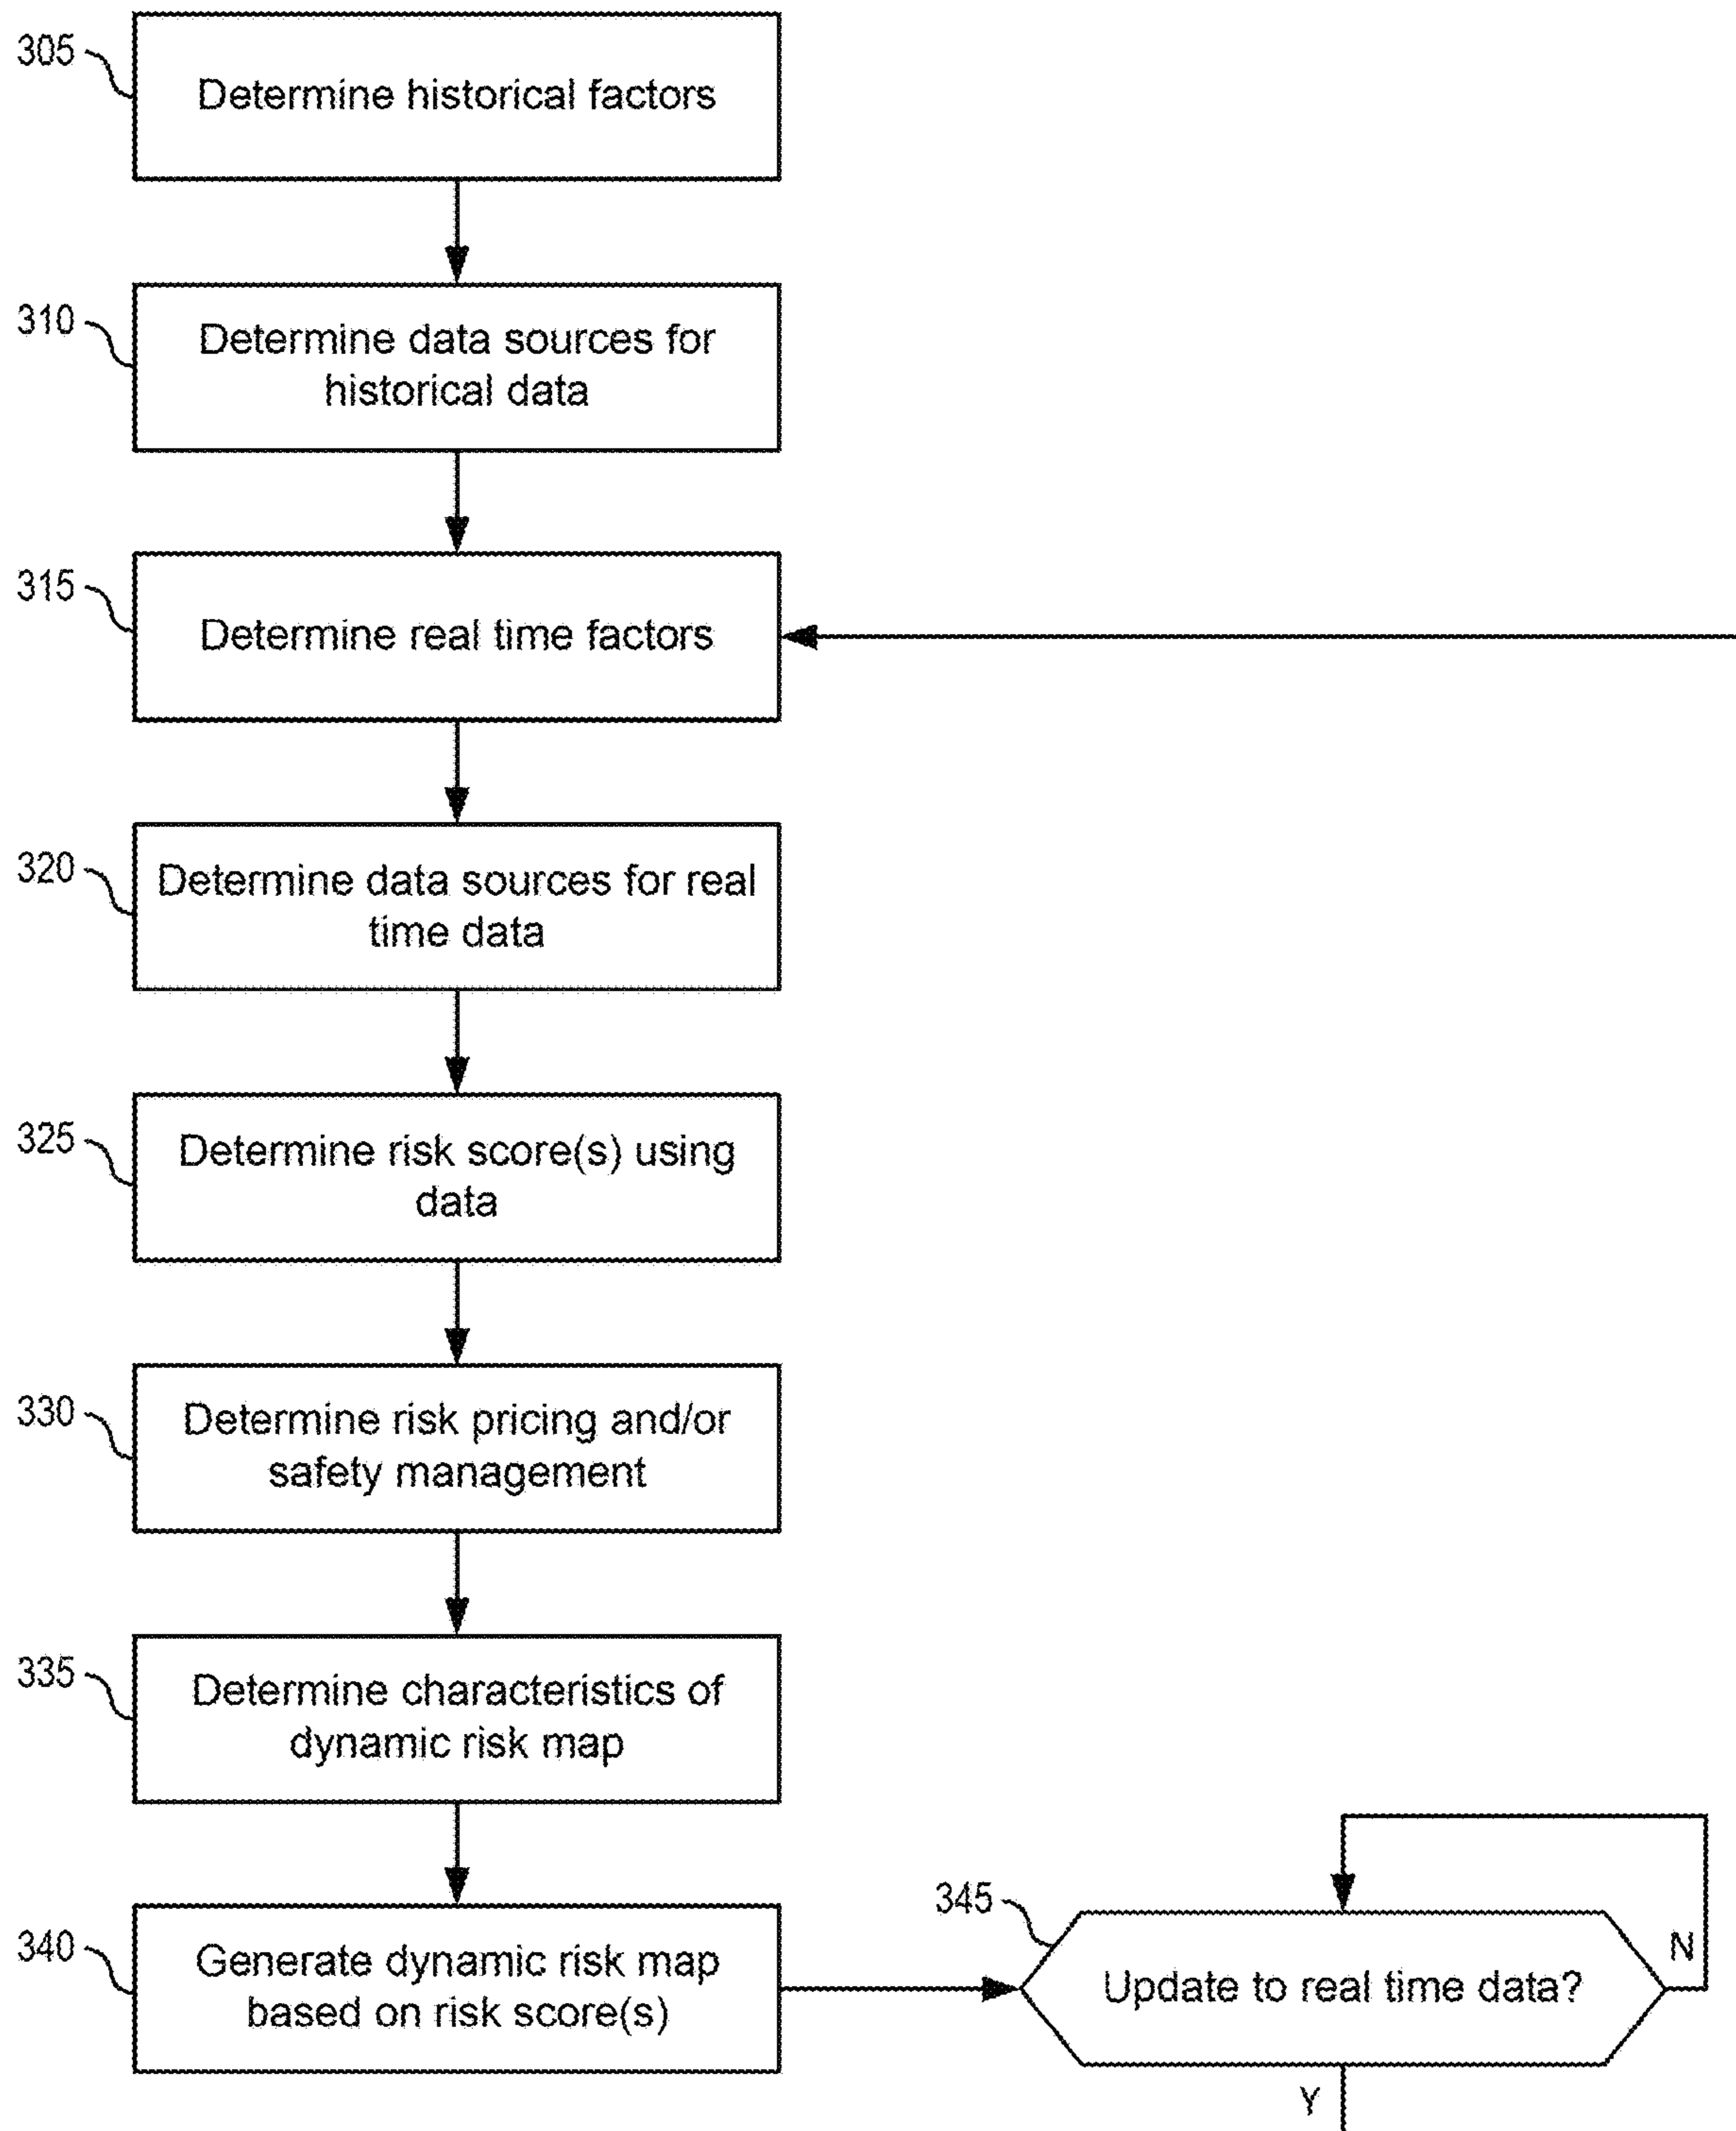 305
Determine historical factors
310
Determine data sources for
historical data
315
Determine real time factors
320
Determine data sources for real
time data
325
Determine risk score(s) using
data
330
Determine risk pricing and/or
safety management
335
Determine characteristics of
dynamic risk map
340
Generate dynamic risk map
based on risk score(s)
345
Update to real time data?
N
Y